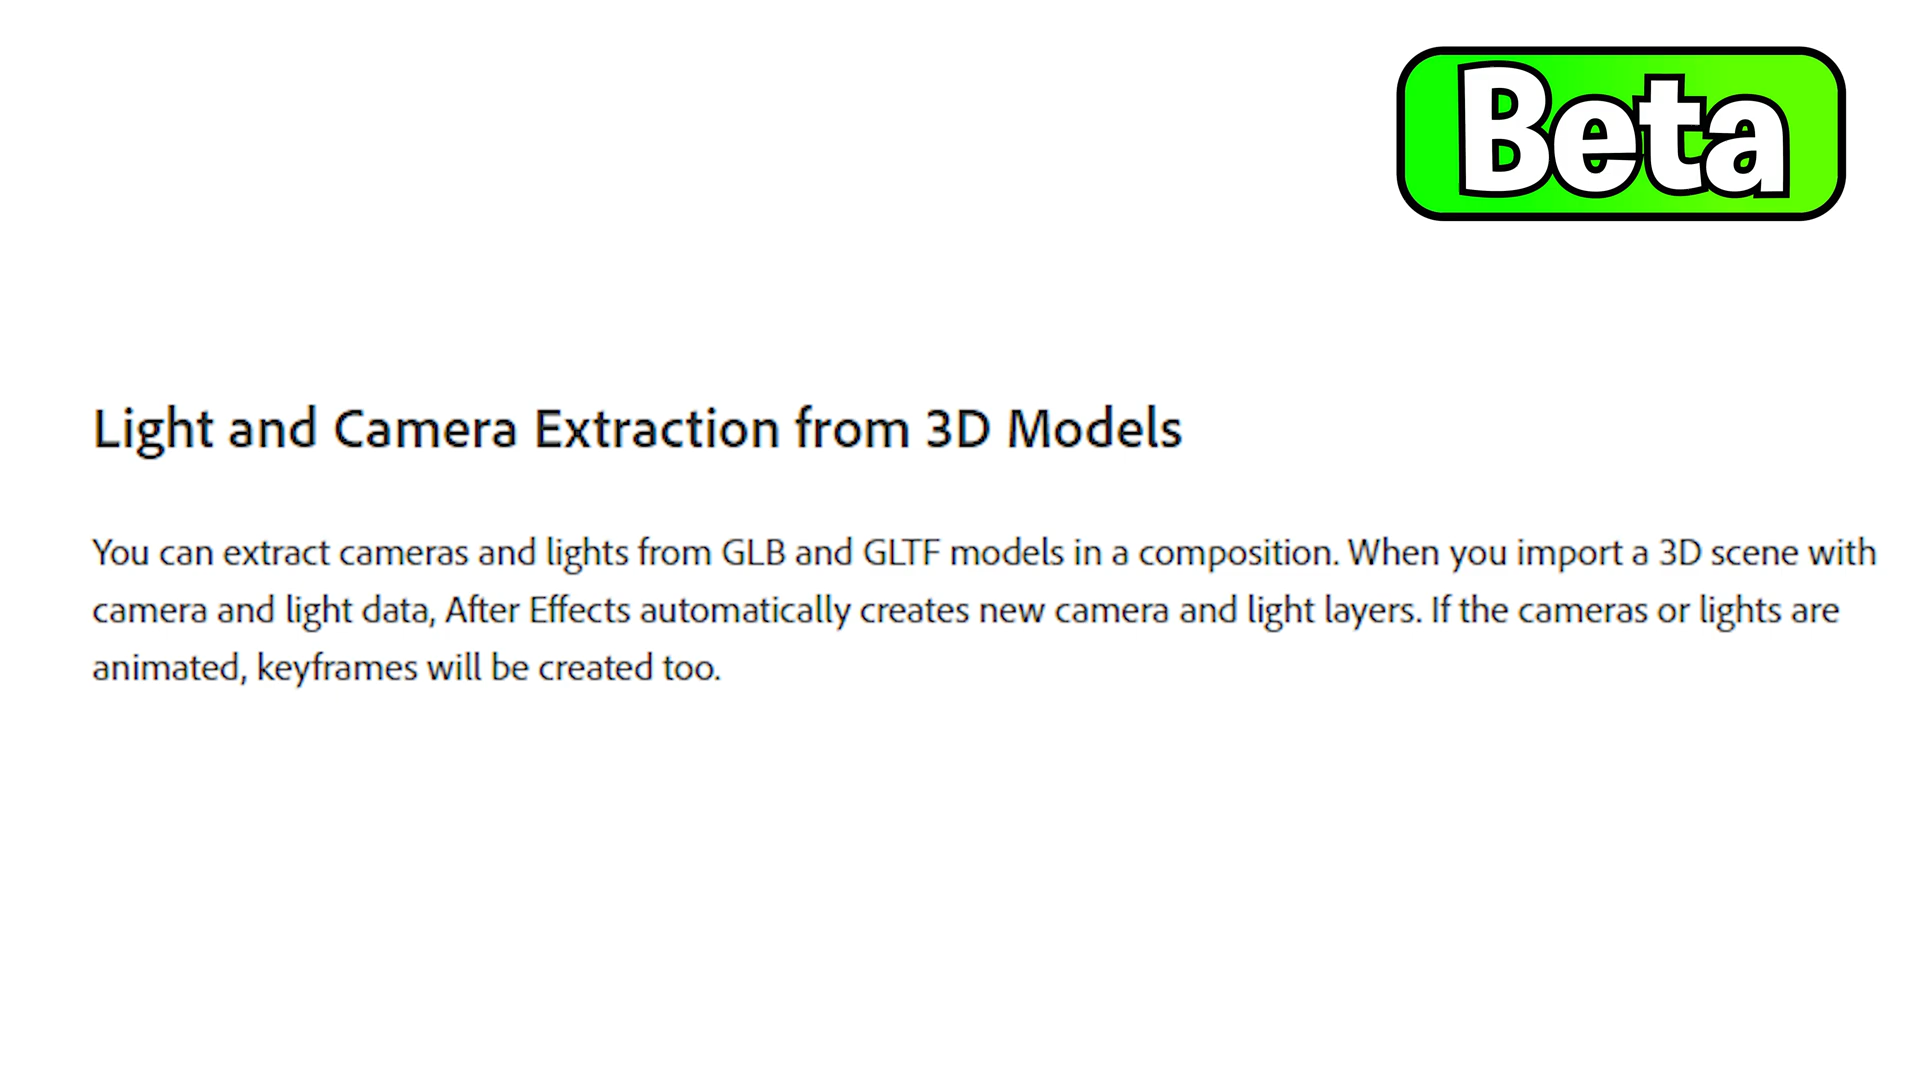 Beta
Light and Camera Extraction from 3D Models
You can extract cameras and lights from GLB and GLTF models in a composition. When you import a 3D scene with
camera and light data, After Effects automatically creates new camera and light layers. If the cameras or lights are
animated, keyframes will be created too.